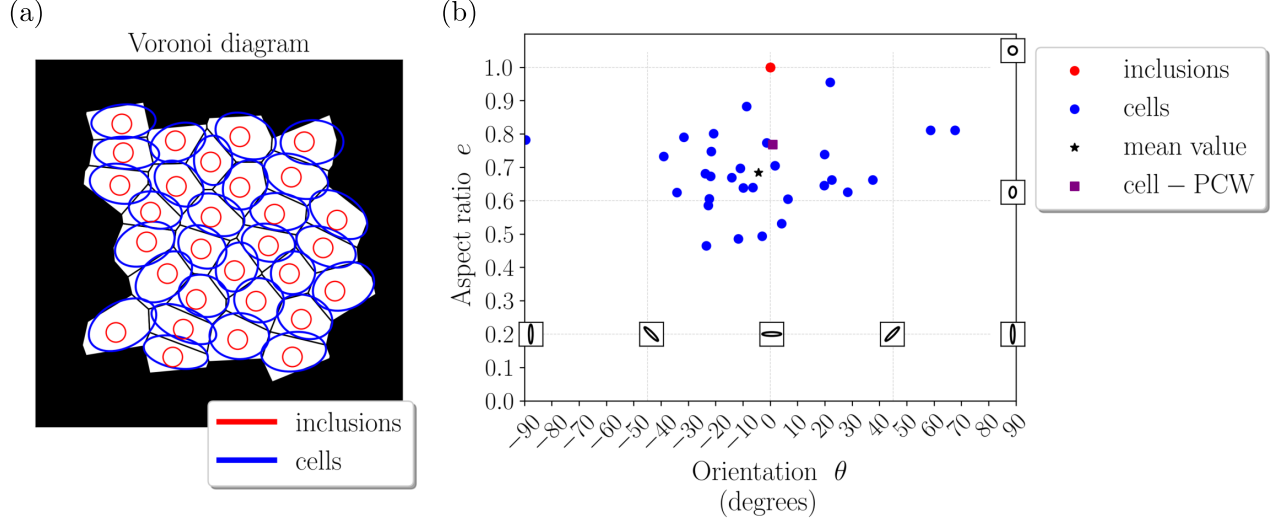 (a)
Voronoi diagram
inclusions
cells
(b)
Aspect ratio e
1.0
0.9
0.8
0.7
0.6
0.5
0.4
0.3
0.2
0.1
0.0
−90
−80
−70
−60
−50
−40
−30
−20
−10
0
10
20
30
40
50
60
70
80
90
Orientation θ
(degrees)
inclusions
cells
mean value
cell − PCW